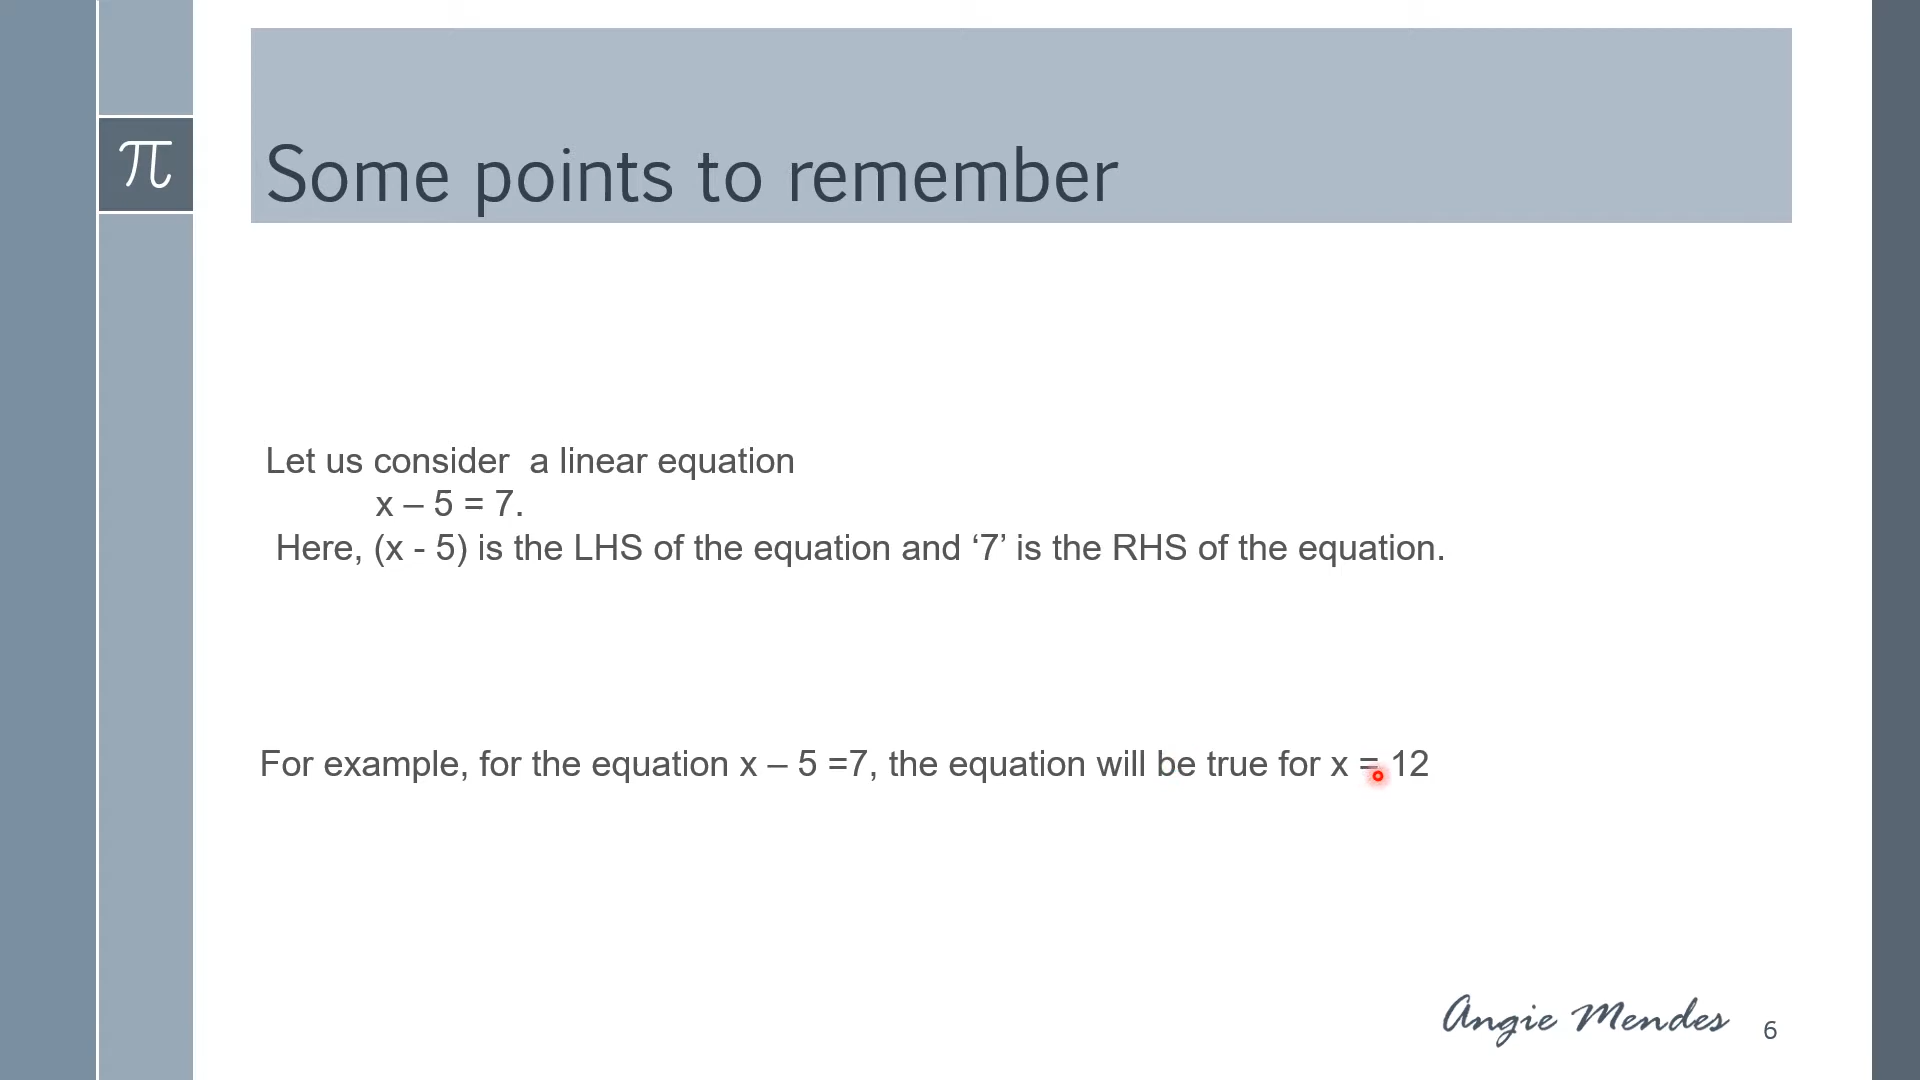 π
Some points to remember
Let us consider  a linear equation
x – 5 = 7.
Here, (x - 5) is the LHS of the equation and ‘7’ is the RHS of the equation.
For example, for the equation x – 5 =7, the equation will be true for x = 12
Angie Mendes
6